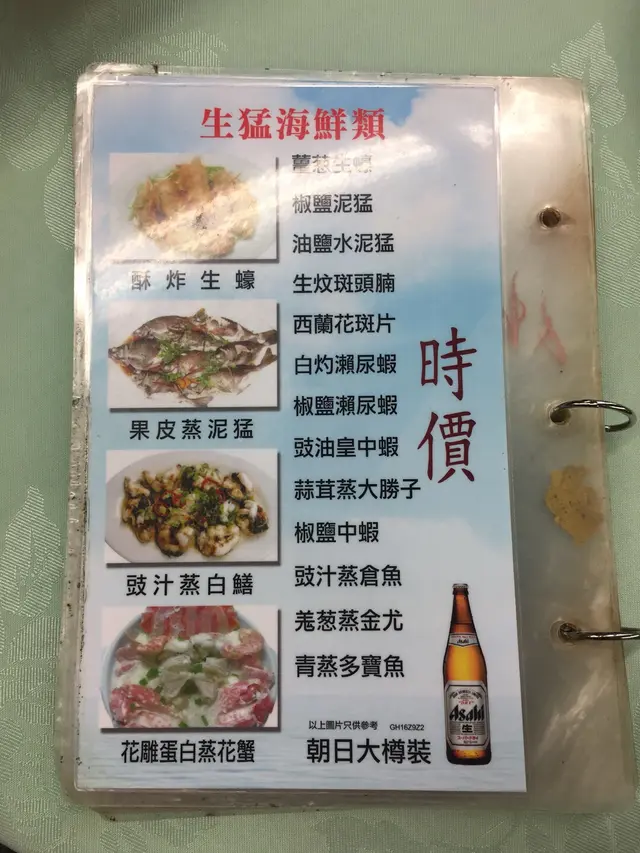 生猛海鮮類
酥炸生蠔
果皮蒸泥猛
豉汁蒸白鱔
花雕蛋白蒸花蟹
薑葱生蠔
椒鹽泥猛
油鹽水泥猛
生炆斑頭腩
西蘭花斑片
白灼瀨尿蝦
椒鹽瀨尿蝦
豉油皇中蝦
蒜茸蒸大勝子
椒鹽中蝦
豉汁蒸倉魚
羗葱蒸金尤
青蒸多寶魚
時價
以上圖片只供參考 GH16Z9Z2
朝日大樽裝
Asahi
Asahi
生